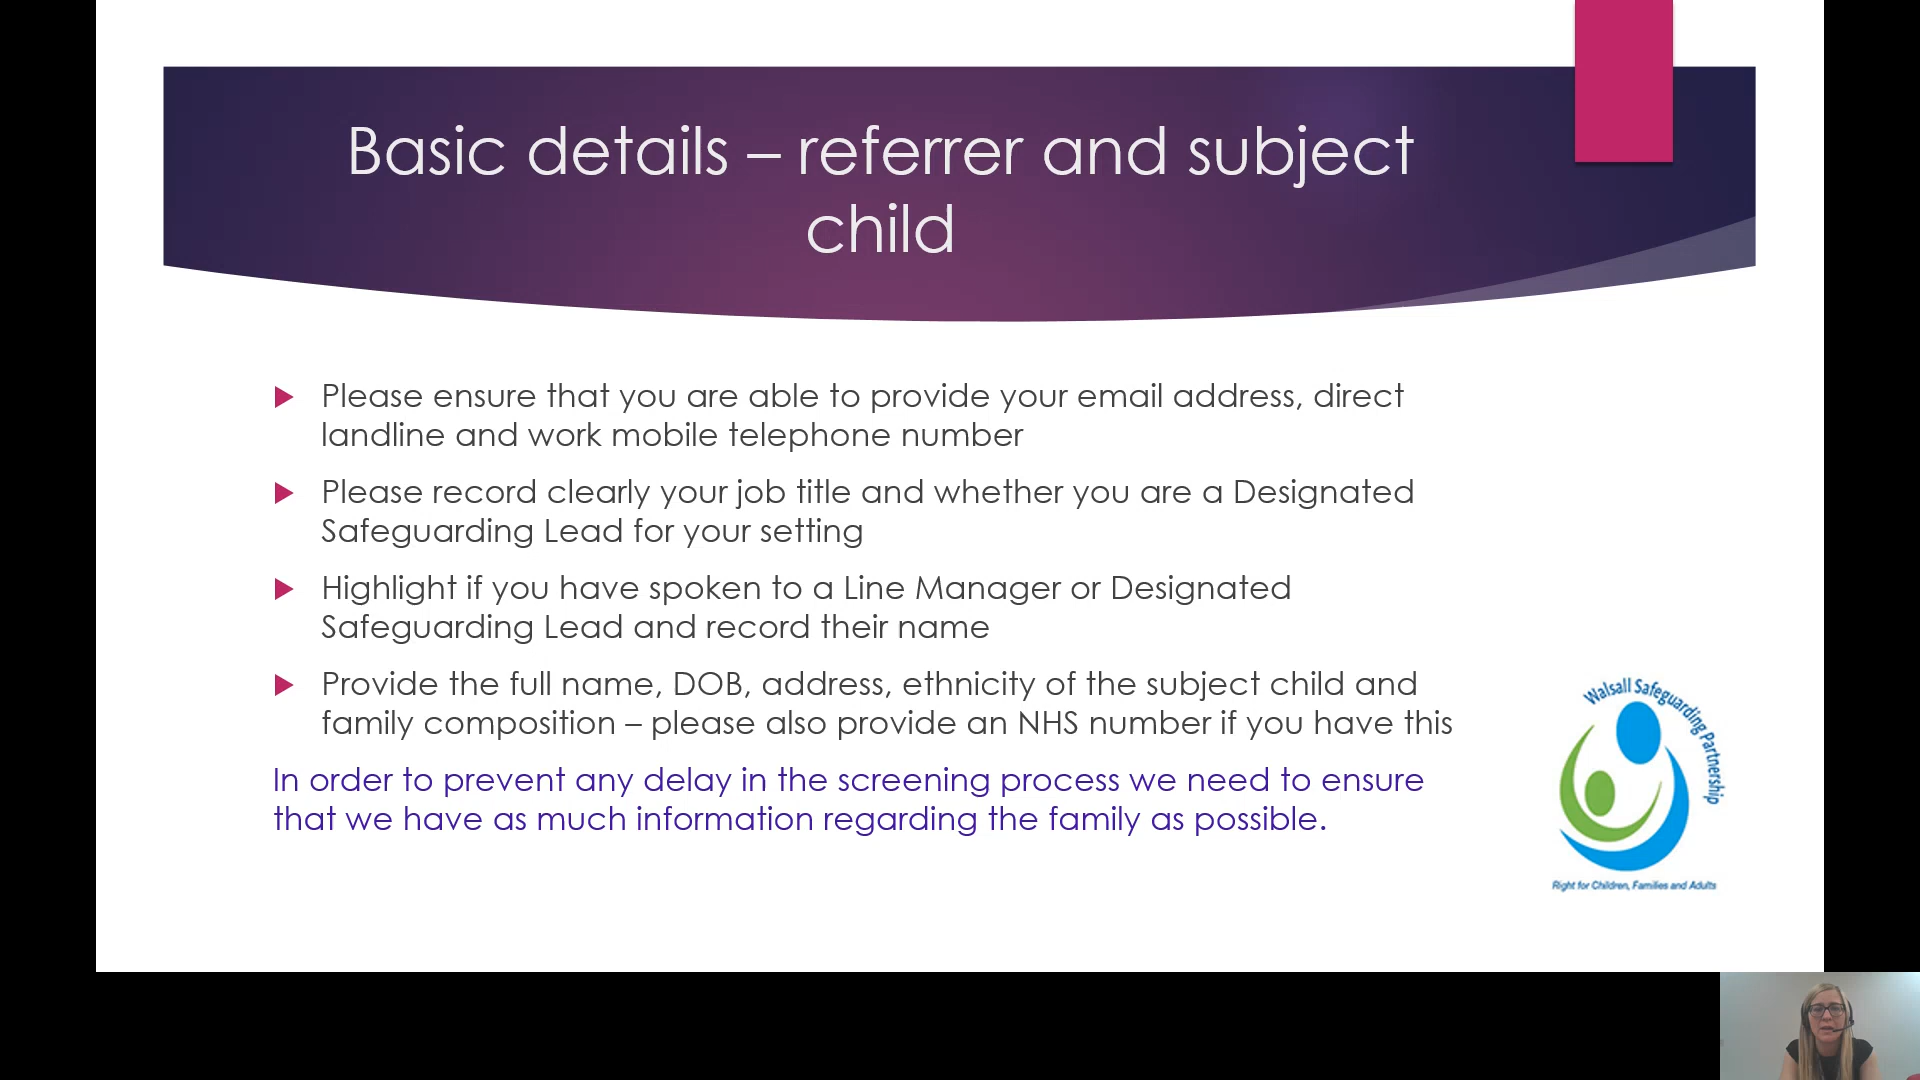 Basic details – referrer and subject
child
Please ensure that you are able to provide your email address, direct
landline and work mobile telephone number
Please record clearly your job title and whether you are a Designated
Safeguarding Lead for your setting
Highlight if you have spoken to a Line Manager or Designated
Safeguarding Lead and record their name
Provide the full name, DOB, address, ethnicity of the subject child and
family composition – please also provide an NHS number if you have this
In order to prevent any delay in the screening process we need to ensure
that we have as much information regarding the family as possible.
Walsall Safeguarding Partnership
Right for Children, Families and Adults